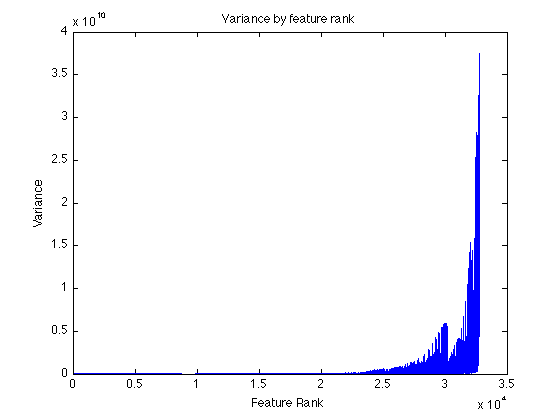 Variance by feature rank
x 10^10
4
3.5
3
2.5
2
1.5
1
0.5
0
Variance
0 0.5 1 1.5 2 2.5 3 3.5
Feature Rank
x 10^4